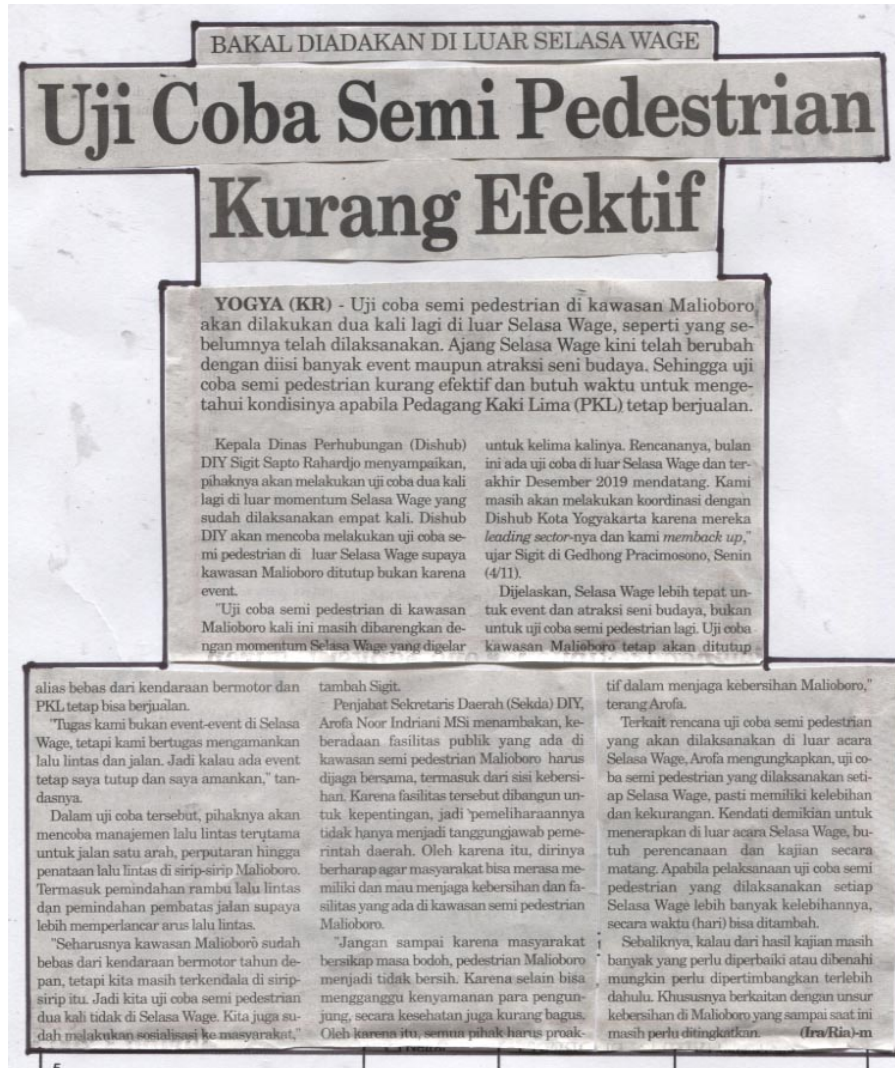 BAKAL DIADAKAN DI LUAR SELASA WAGE
Uji Coba Semi Pedestrian
Kurang Efektif
YOGYA (KR) - Uji coba semi pedestrian di kawasan Malioboro
akan dilakukan dua kali lagi di luar Selasa Wage, seperti yang se-
belumnya telah dilaksanakan. Ajang Selasa Wage kini telah berubah
dengan diisi banyak event maupun atraksi seni budaya. Sehingga uji
coba semi pedestrian kurang efektif dan butuh waktu untuk menge-
tahui kondisinya apabila Pedagang Kaki Lima (PKL) tetap berjualan.
Kepala Dinas Perhubungan (Dishub)
DIY Sigit Sapto Rahardjo menyampaikan,
pihaknya akan melakukan uji coba dua kali
lagi di luar momentum Selasa Wage yang
sudah dilaksanakan empat kali. Dishub
DIY akan mencoba melakukan uji coba se-
mi pedestrian di luar Selasa Wage supaya
kawasan Malioboro ditutup bukan karena
event.
"Uji coba semi pedestrian di kawasan
Malioboro kali ini masih dibarengkan de-
ngan momentum Selasa Wage yang digelar
untuk kelima kalinya. Rencananya, bulan
ini ada uji coba di luar Selasa Wage dan ter-
akhir Desember 2019 mendatang. Kami
masih akan melakukan koordinasi dengan
Dishub Kota Yogyakarta karena mereka
leading sector-nya dan kami memback up,"
ujar Sigit di Gedhong Pracimosono, Senin
(4/11).
Dijelaskan, Selasa Wage lebih tepat un-
tuk event dan atraksi seni budaya, bukan
untuk uji coba semi pedestrian lagi. Uji coba
kawasan Malioboro tetap akan ditutup
alias bebas dari kendaraan bermotor dan
PKL tetap bisa berjualan.
"Tugas kami bukan event-event di Selasa
Wage, tetapi kami bertugas mengamankan
lalu lintas dan jalan. Jadi kalau ada event
tetap saya tutup dan saya amankan," tan-
dasnya.
Dalam uji coba tersebut, pihaknya akan
mencoba manajemen lalu lintas terutama
untuk jalan satu arah, perputaran hingga
penataan lalu lintas di sirip-sirip Malioboro.
Termasuk pemindahan rambu lalu lintas
dan pemindahan pembatas jalan supaya
lebih memperlancar arus lalu lintas.
"Seharusnya kawasan Malioboro sudah
bebas dari kendaraan bermotor tahun de-
pan, tetapi kita masih terkendala di sirip-
sirip itu. Jadi kita uji coba semi pedestrian
dua kali tidak di Selasa Wage. Kita juga su-
dah melakukan sosialisasi ke masyarakat,"
tambah Sigit.
Penjabat Sekretaris Daerah (Sekda) DIY,
Arofa Noor Indriani MSi menambakan, ke-
beradaan fasilitas publik yang ada di
kawasan semi pedestrian Malioboro harus
dijaga bersama, termasuk dari sisi kebersi-
han. Karena fasilitas tersebut dibangun un-
tuk kepentingan, jadi pemeliharaannya
tidak hanya menjadi tanggungjawab peme-
rintah daerah. Oleh karena itu, dirinya
berharap agar masyarakat bisa merasa me-
miliki dan mau menjaga kebersihan dan fa-
silitas yang ada di kawasan semi pedestrian
Malioboro.
"Jangan sampai karena masyarakat
bersikap masa bodoh, pedestrian Malioboro
menjadi tidak bersih. Karena selain bisa
mengganggu kenyamanan para pengun-
jung, secara kesehatan juga kurang bagus.
Oleh karena itu, semua pihak harus proak-
tif dalam menjaga kebersihan Malioboro,"
terang Arofa.
Terkait rencana uji coba semi pedestrian
yang akan dilaksanakan di luar acara
Selasa Wage, Arofa mengungkapkan, uji co-
ba semi pedestrian yang dilaksanakan seti-
ap Selasa Wage, pasti memiliki kelebihan
dan kekurangan. Kendati demikian untuk
menerapkan di luar acara Selasa Wage, bu-
tuh perencanaan dan kajian secara
matang. Apabila pelaksanaan uji coba semi
pedestrian yang dilaksanakan setiap
Selasa Wage lebih banyak kelebihannya,
secara waktu (hari) bisa ditambah.
Sebaliknya, kalau dari hasil kajian masih
banyak yang perlu diperbaiki atau dibenahi
mungkin perlu dipertimbangkan terlebih
dahulu. Khususnya berkaitan dengan unsur
kebersihan di Malioboro yang sampai saat ini
masih perlu ditingkatkan. (Ira/Ria)-m